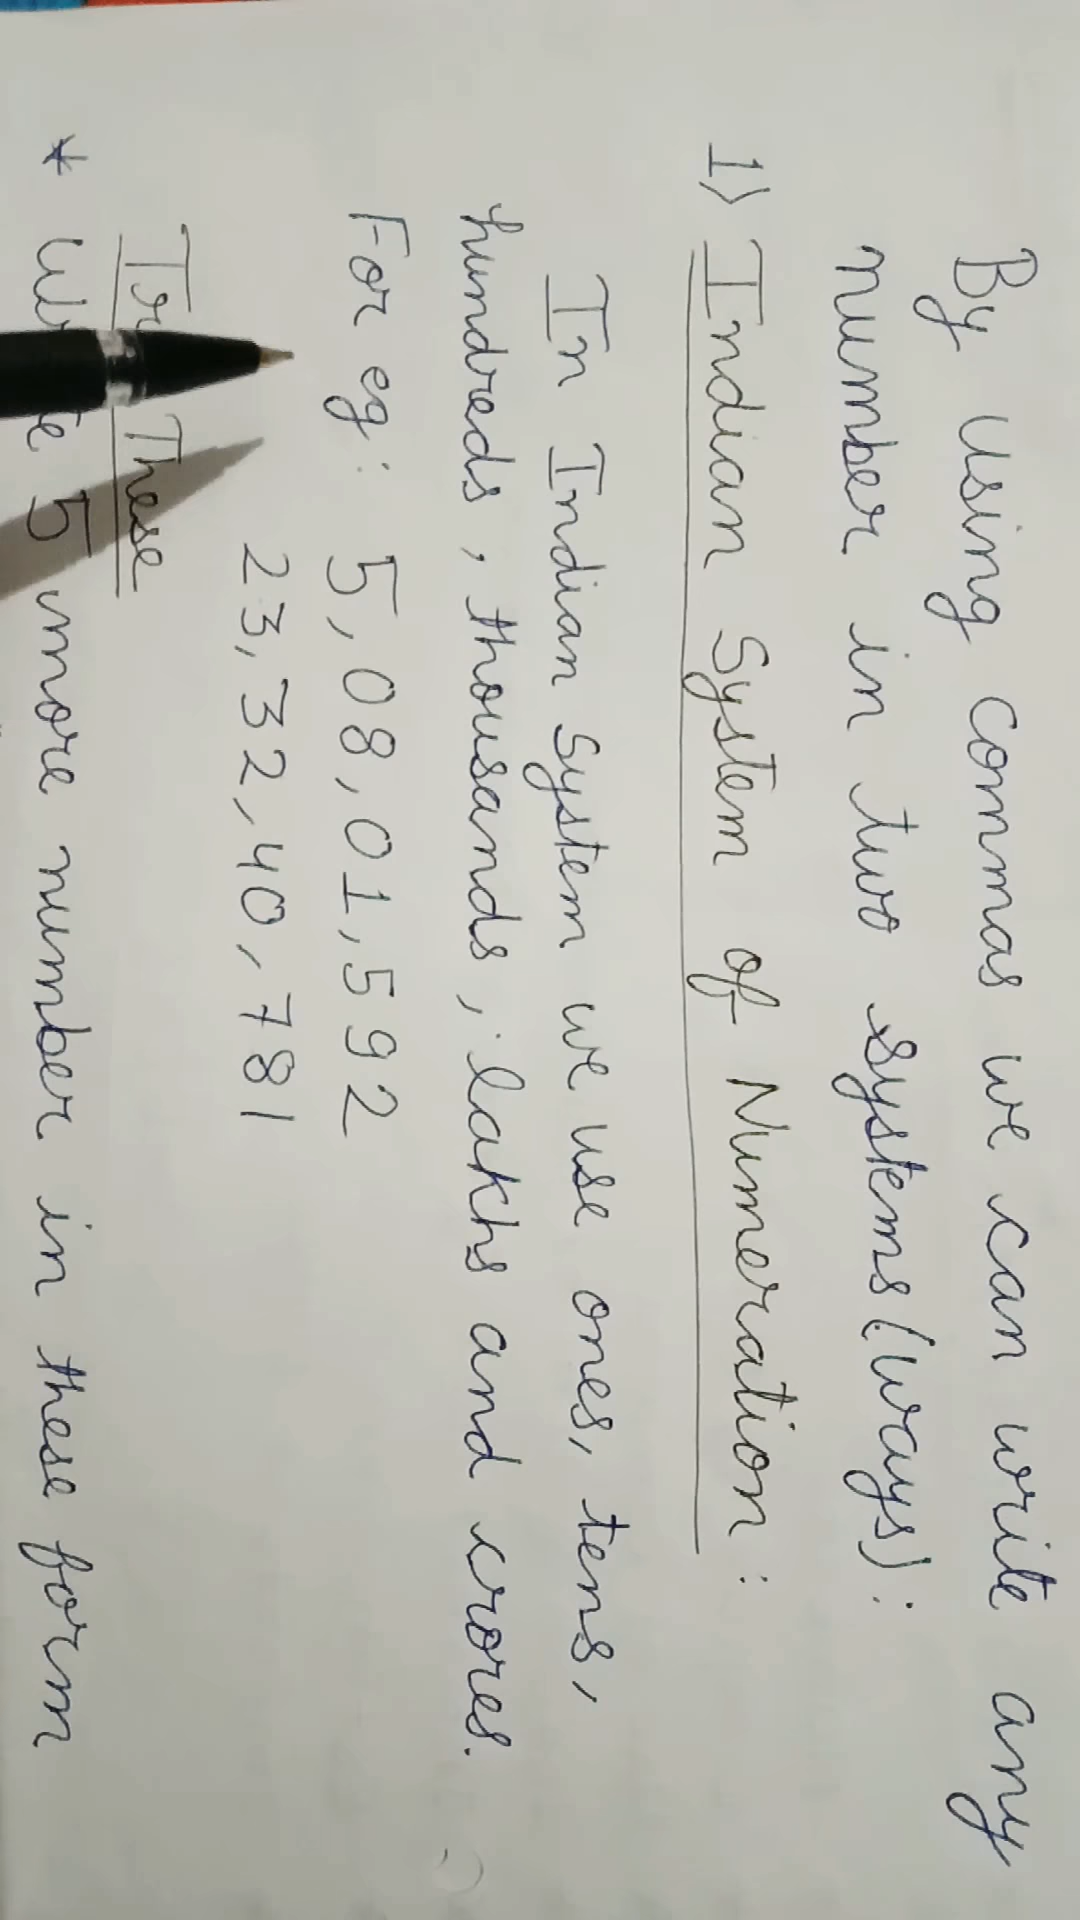 By using commas we can write any
number in two systems (ways):
1) Indian System of Numeration:
In Indian System we use ones, tens,
hundreds, thousands, lakhs and crores.
For eg: 5,08,01,592
23,32,40,781
These
* 5 more number in these form